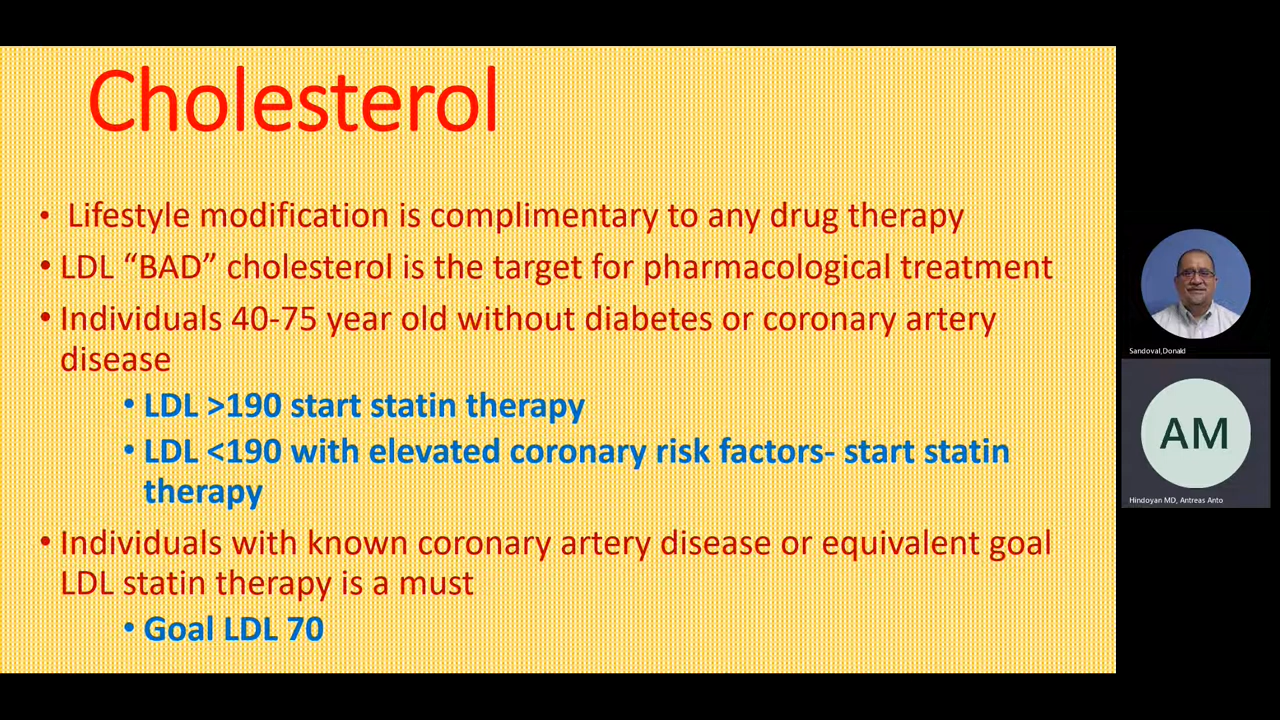 Cholesterol
• Lifestyle modification is complimentary to any drug therapy
• LDL “BAD” cholesterol is the target for pharmacological treatment
• Individuals 40-75 year old without diabetes or coronary artery
disease
• LDL >190 start statin therapy
• LDL <190 with elevated coronary risk factors- start statin
therapy
• Individuals with known coronary artery disease or equivalent goal
LDL statin therapy is a must
• Goal LDL 70
Sandoval,Donald
AM
Hindoyan MD, Antreas Anto